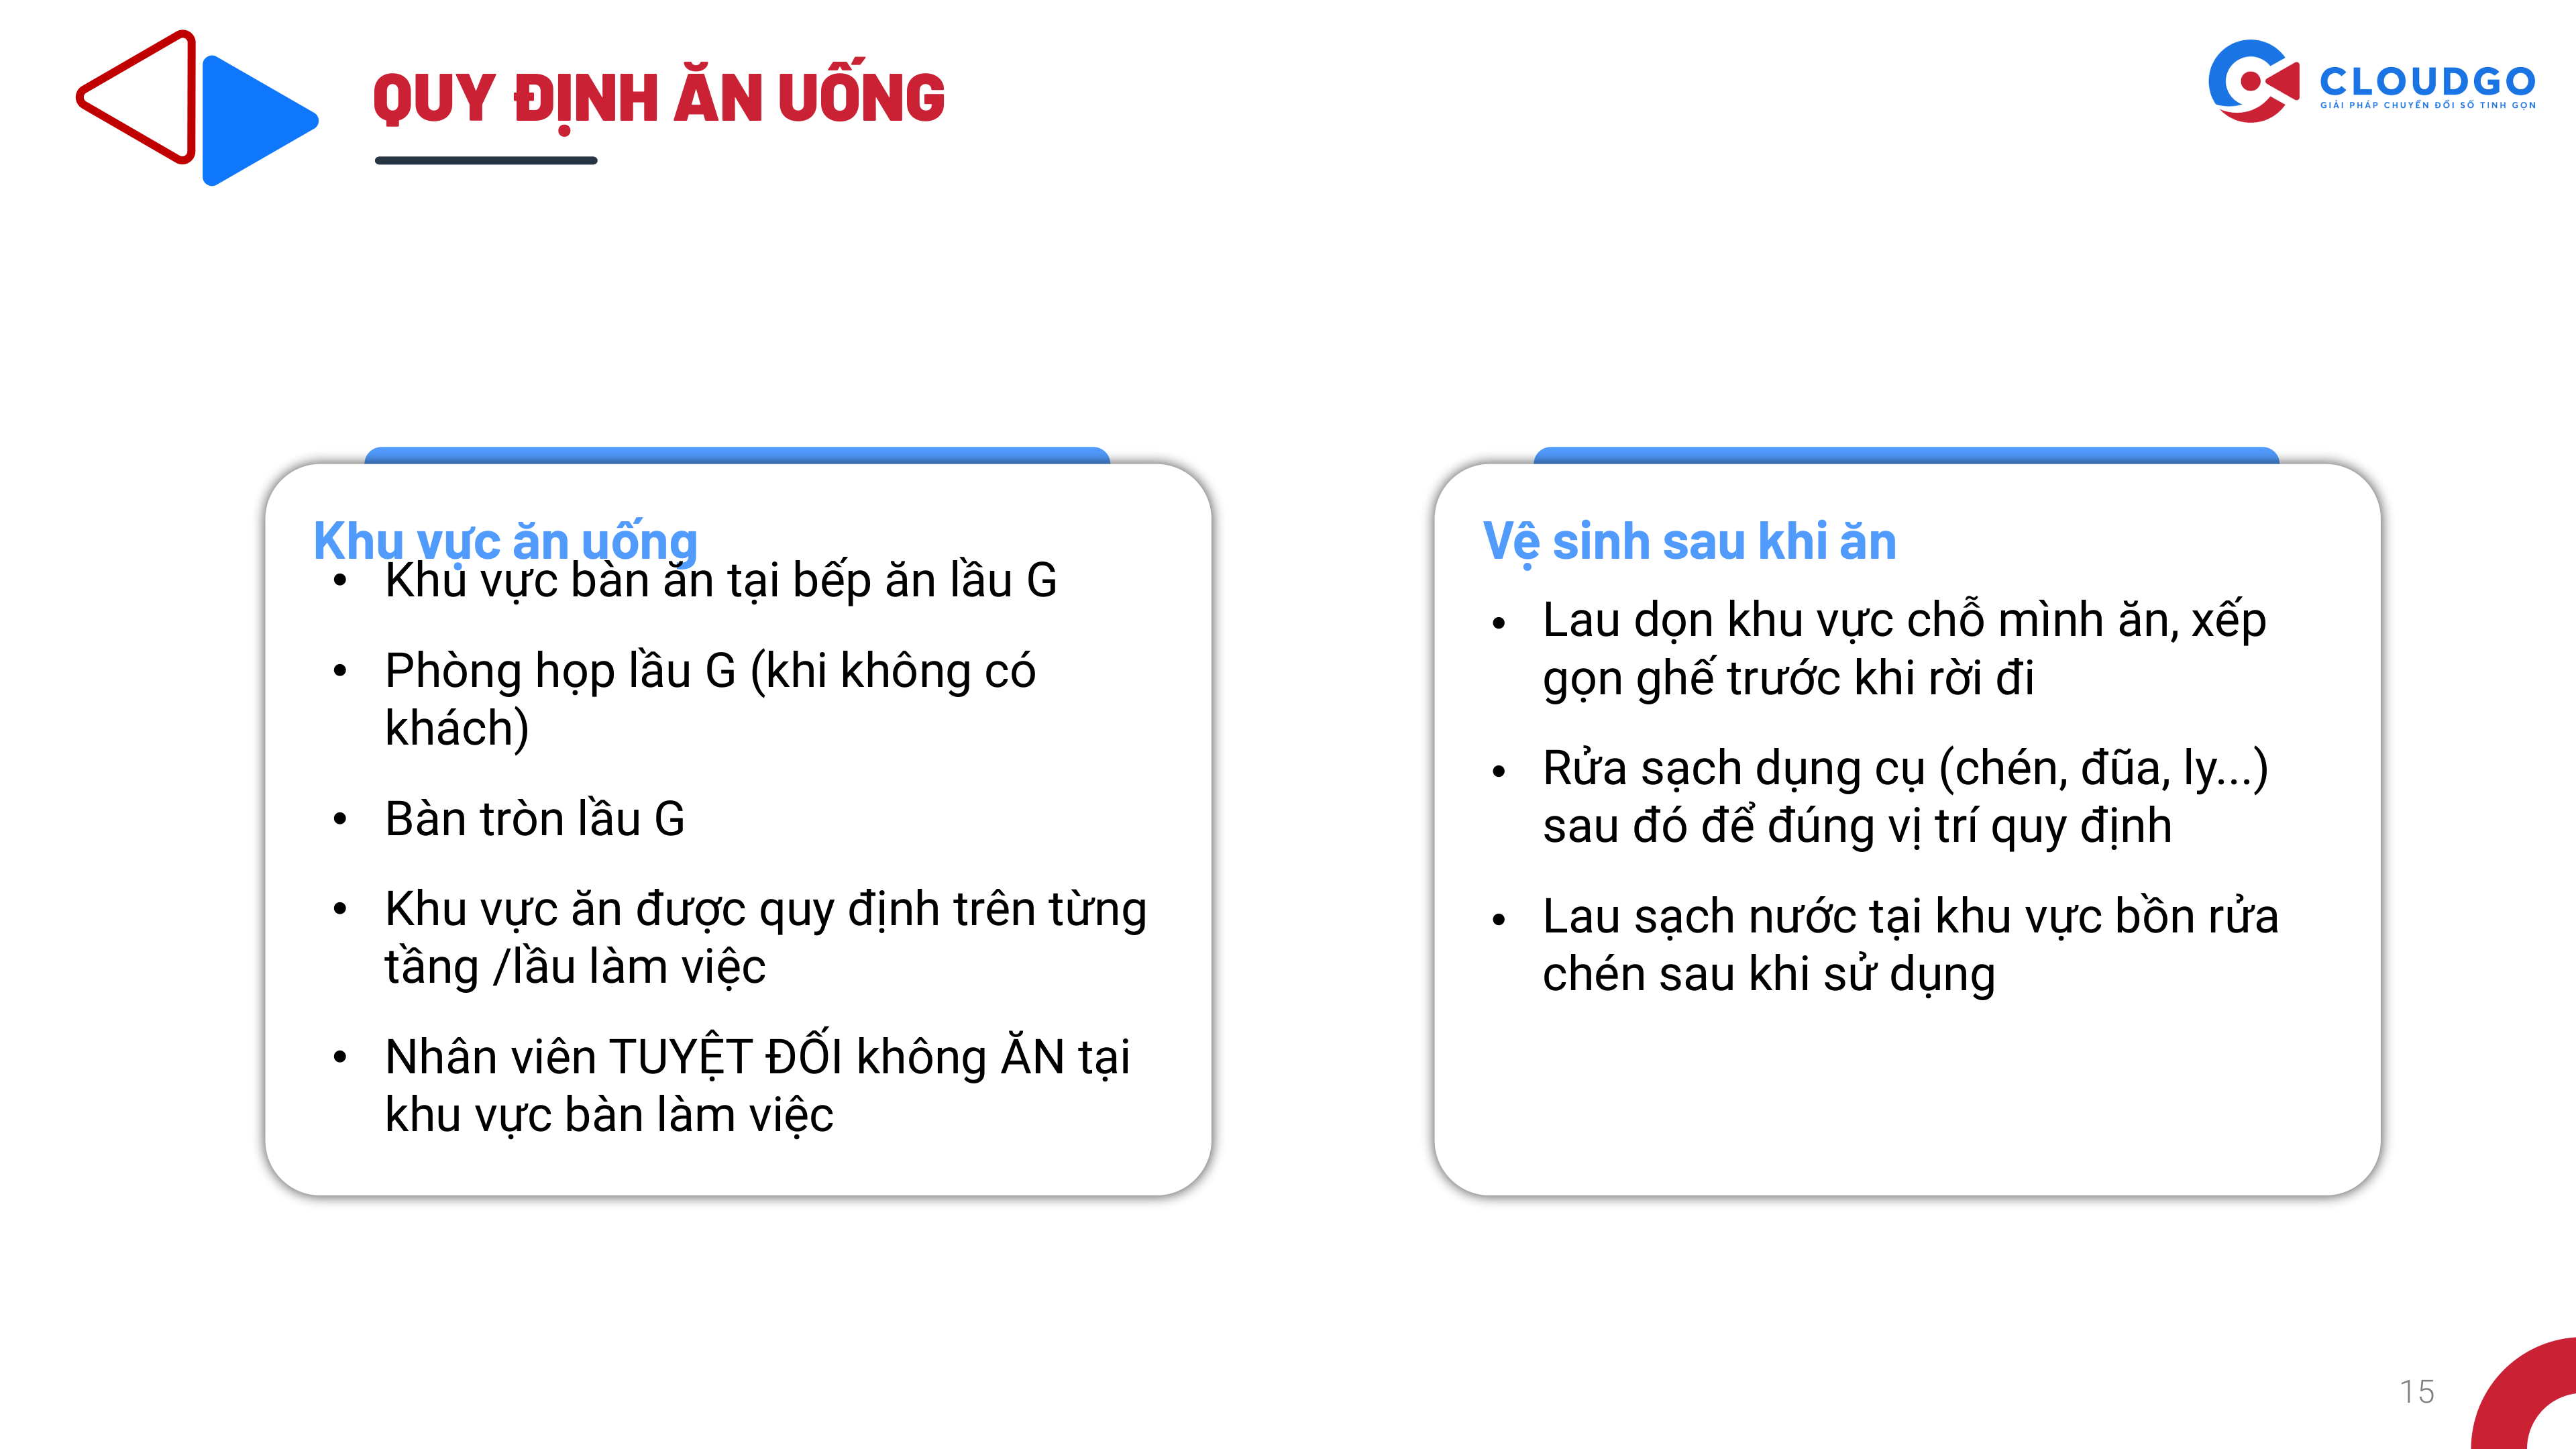 QUY ĐỊNH ĂN UỐNG
CLOUDGO
GIẢI PHÁP CHUYỂN ĐỔI SỐ TINH GỌN
Khu vực ăn uống
• Khu vực bàn ăn tại bếp ăn lầu G
• Phòng họp lầu G (khi không có
khách)
• Bàn tròn lầu G
• Khu vực ăn được quy định trên từng
tầng /lầu làm việc
• Nhân viên TUYỆT ĐỐI không ĂN tại
khu vực bàn làm việc
Vệ sinh sau khi ăn
• Lau dọn khu vực chỗ mình ăn, xếp
gọn ghế trước khi rời đi
• Rửa sạch dụng cụ (chén, đũa, ly...)
sau đó để đúng vị trí quy định
• Lau sạch nước tại khu vực bồn rửa
chén sau khi sử dụng
15